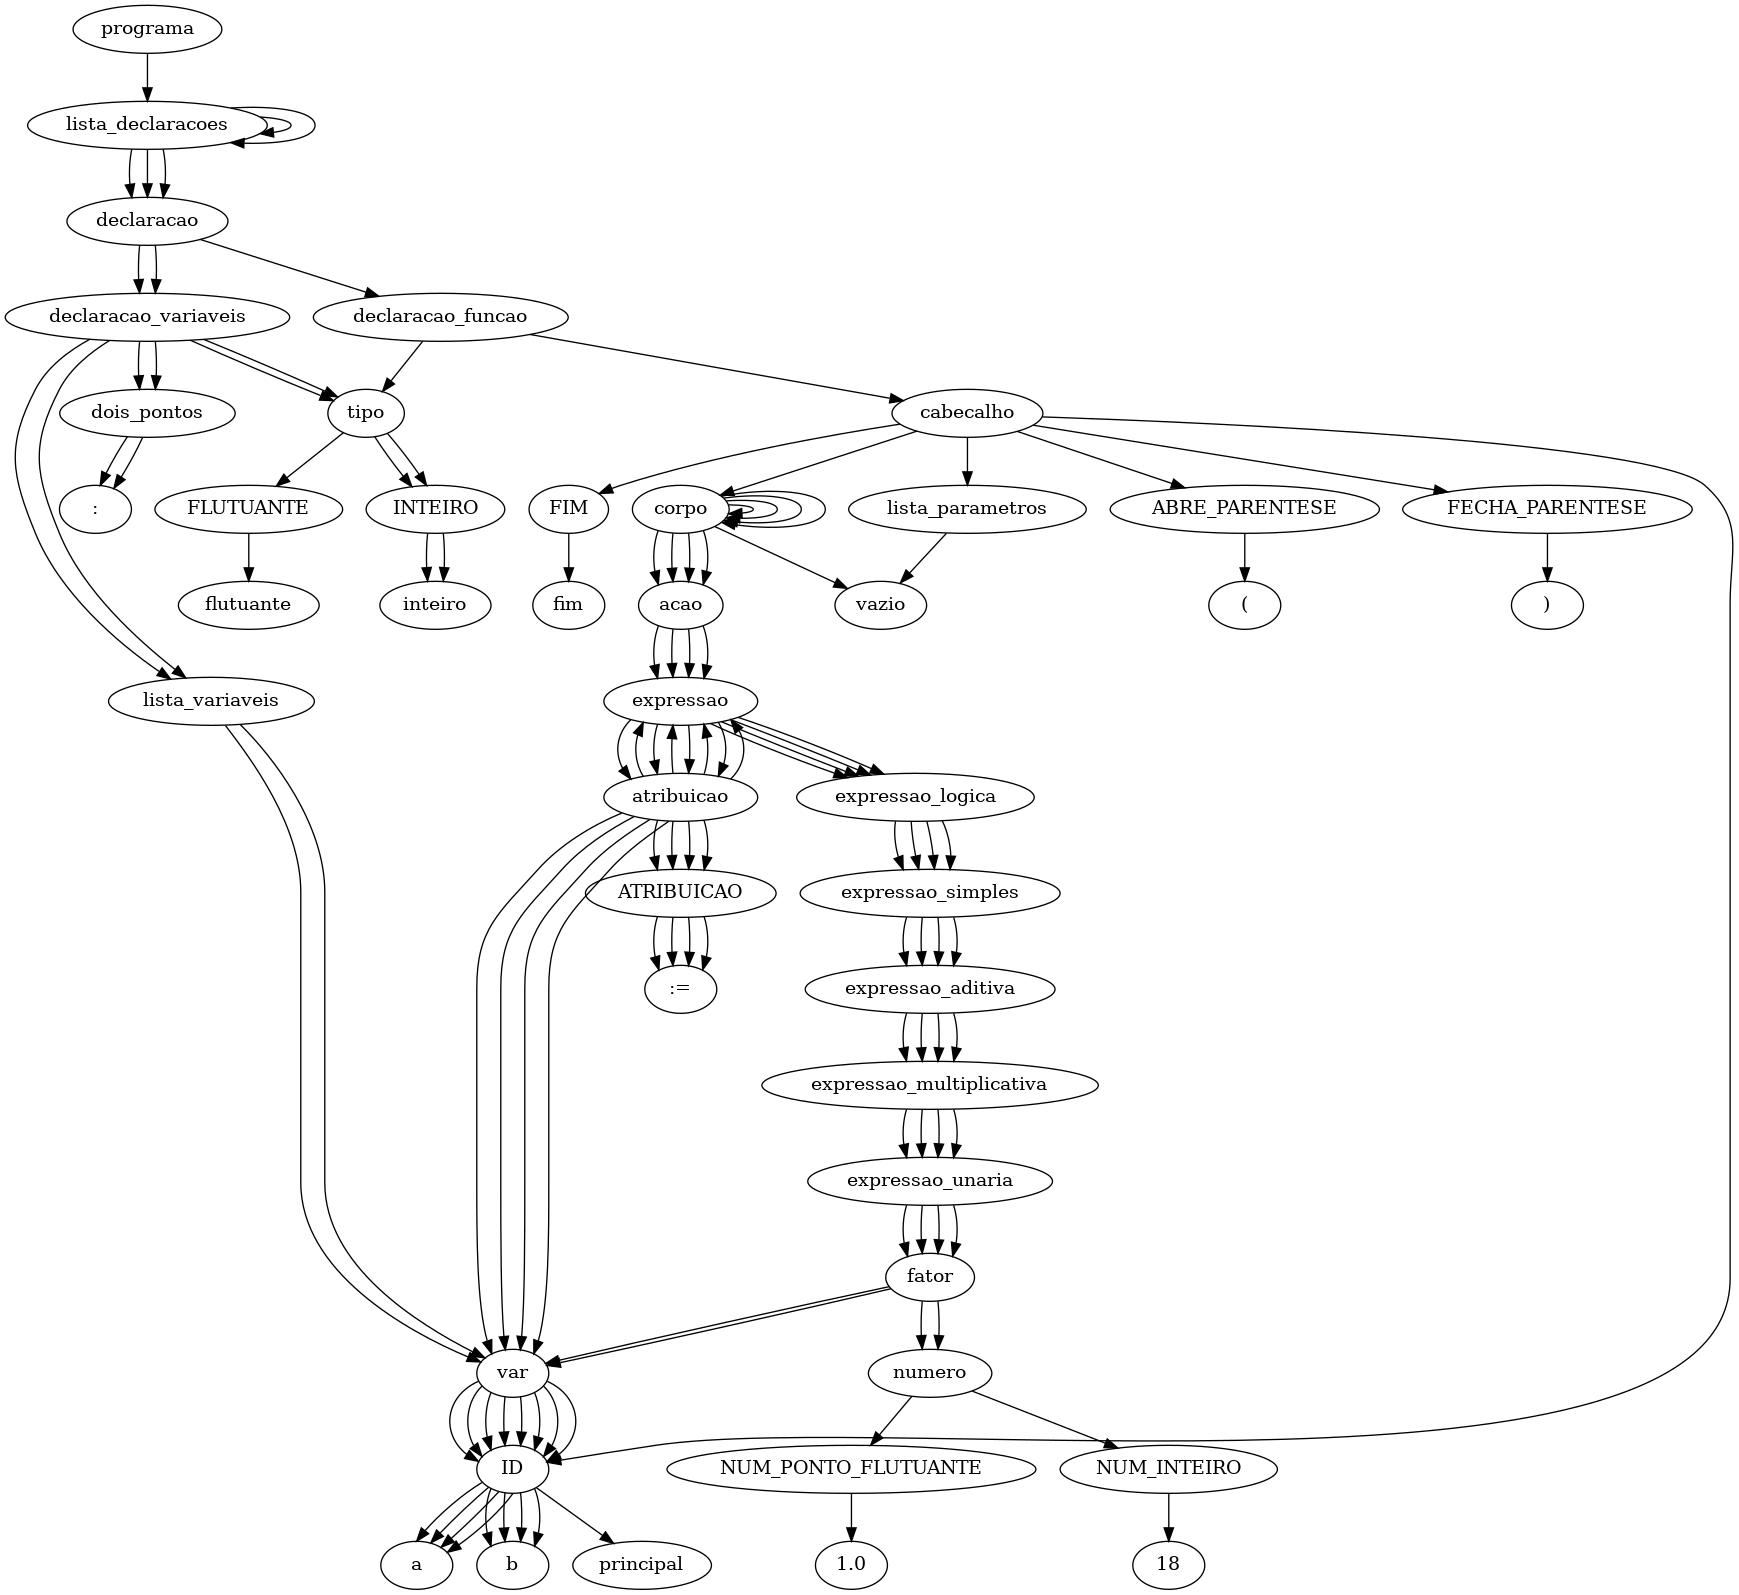 programa
lista_declaracoes
declaracao
declaracao_variaveis
declaracao_funcao
dois_pontos
tipo
cabecalho
:
FLUTUANTE
INTEIRO
FIM
corpo
lista_parametros
ABRE_PARENTESE
FECHA_PARENTESE
flutuante
inteiro
fim
acao
vazio
(
)
lista_variaveis
expressao
atribuicao
expressao_logica
ATRIBUICAO
expressao_simples
:=
expressao_aditiva
expressao_multiplicativa
expressao_unaria
fator
var
numero
ID
NUM_PONTO_FLUTUANTE
NUM_INTEIRO
a
b
principal
1.0
18